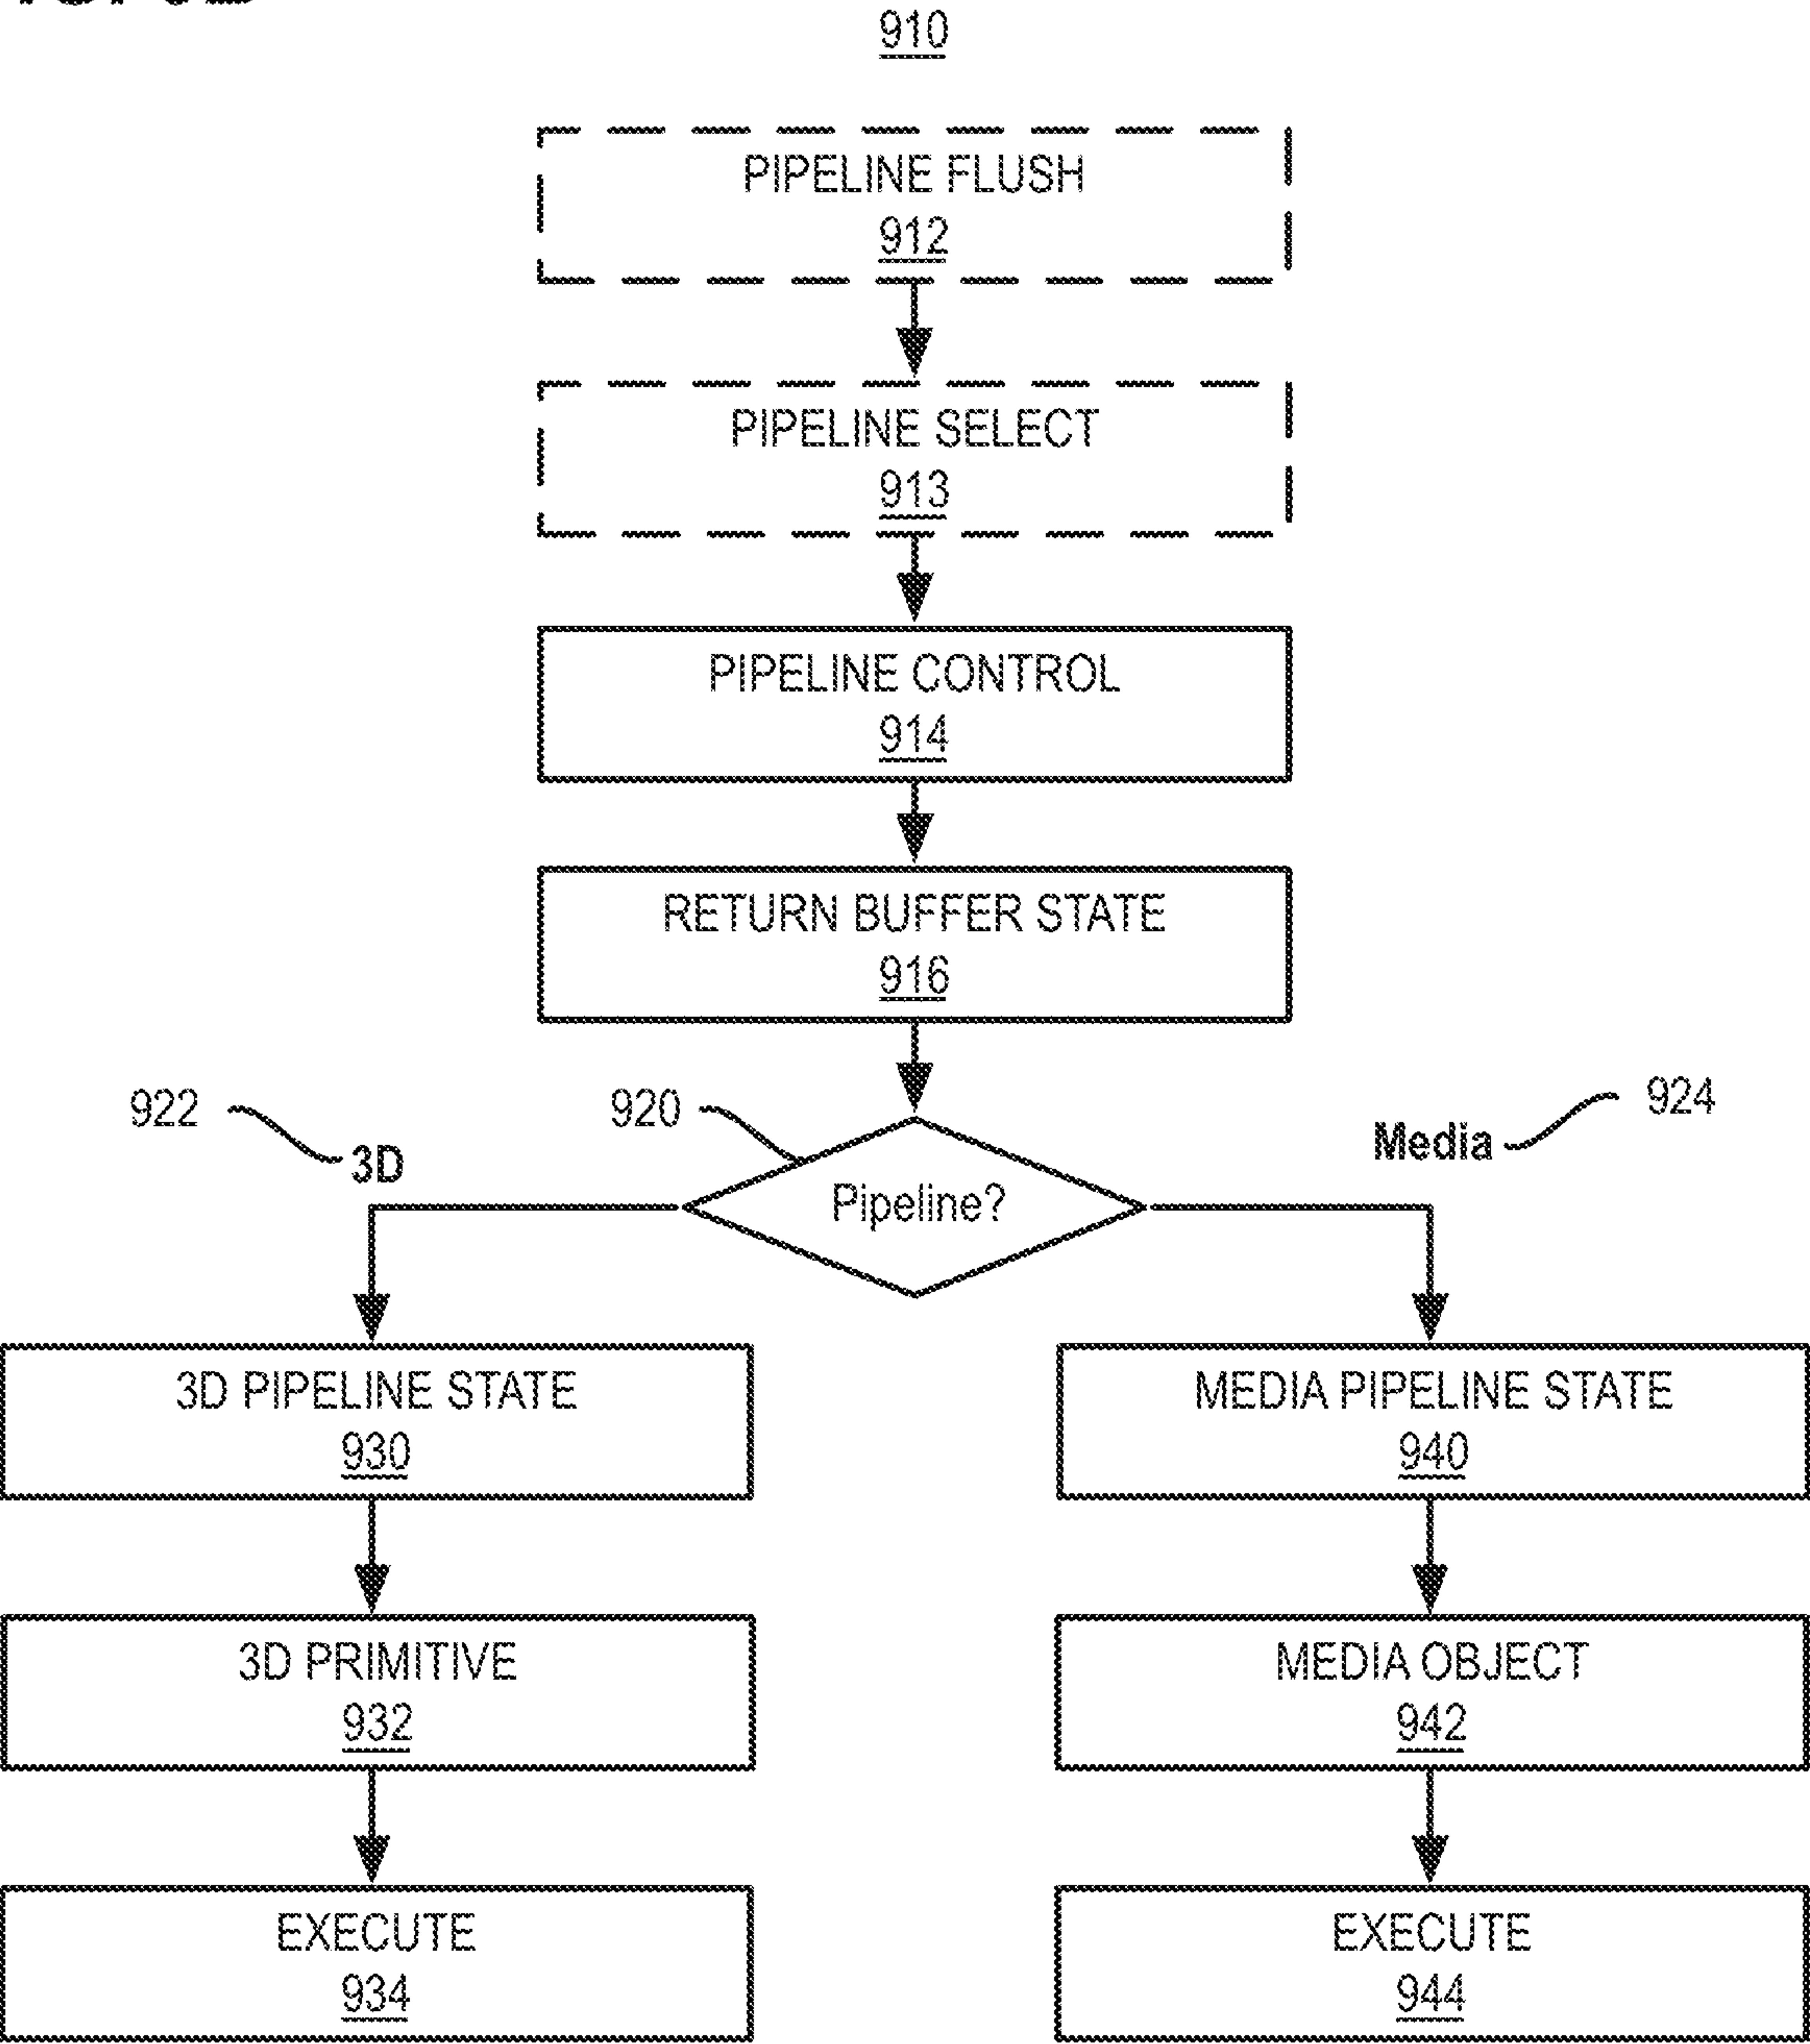 910
PIPELINE FLUSH
912
PIPELINE SELECT
913
PIPELINE CONTROL
914
RETURN BUFFER STATE
916
922
920
924
3D
Media
Pipeline?
3D PIPELINE STATE
930
MEDIA PIPELINE STATE
940
3D PRIMITIVE
932
MEDIA OBJECT
942
EXECUTE
934
EXECUTE
944